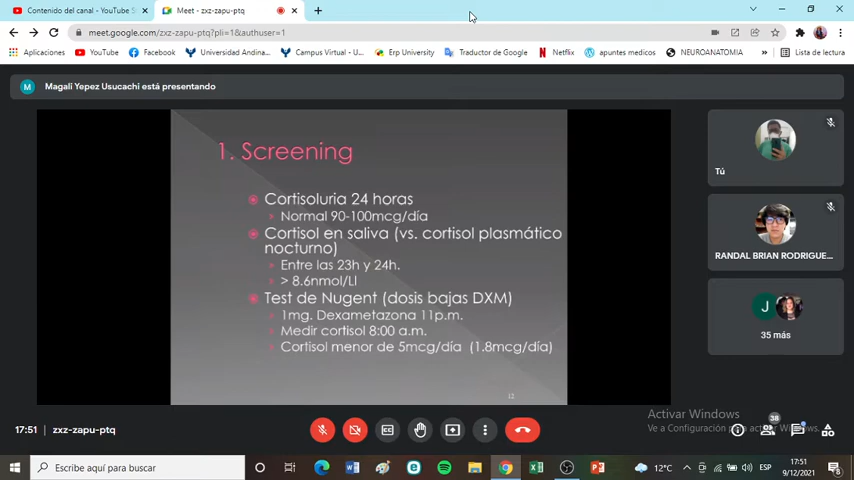 Contenido del canal - YouTube S
Meet - zxz-zapu-ptq
meet.google.com/zxz-zapu-ptq?pli=1&authuser=1
Aplicaciones
YouTube
Facebook
Universidad Andina...
Campus Virtual - U...
Erp University
Traductor de Google
Netflix
apuntes medicos
NEUROANATOMIA
Lista de lectura
M
Magali Yepez Usucachi está presentando
1. Screening
Cortisoluria 24 horas
Normal 90-100mcg/día
Cortisol en saliva (vs. cortisol plasmático
nocturno)
Entre las 23h y 24h.
> 8.6nmol/Ll
Test de Nugent (dosis bajas DXM)
1mg. Dexametazona 11p.m.
Medir cortisol 8:00 a.m.
Cortisol menor de 5mcg/día (1.8mcg/día)
12
Tú
RANDAL BRIAN RODRIGUE...
J
35 más
Activar Windows
Ve a Configuración para activar Windows.
17:51
zxz-zapu-ptq
38
Escribe aquí para buscar
12°C
ESP
17:51
9/12/2021